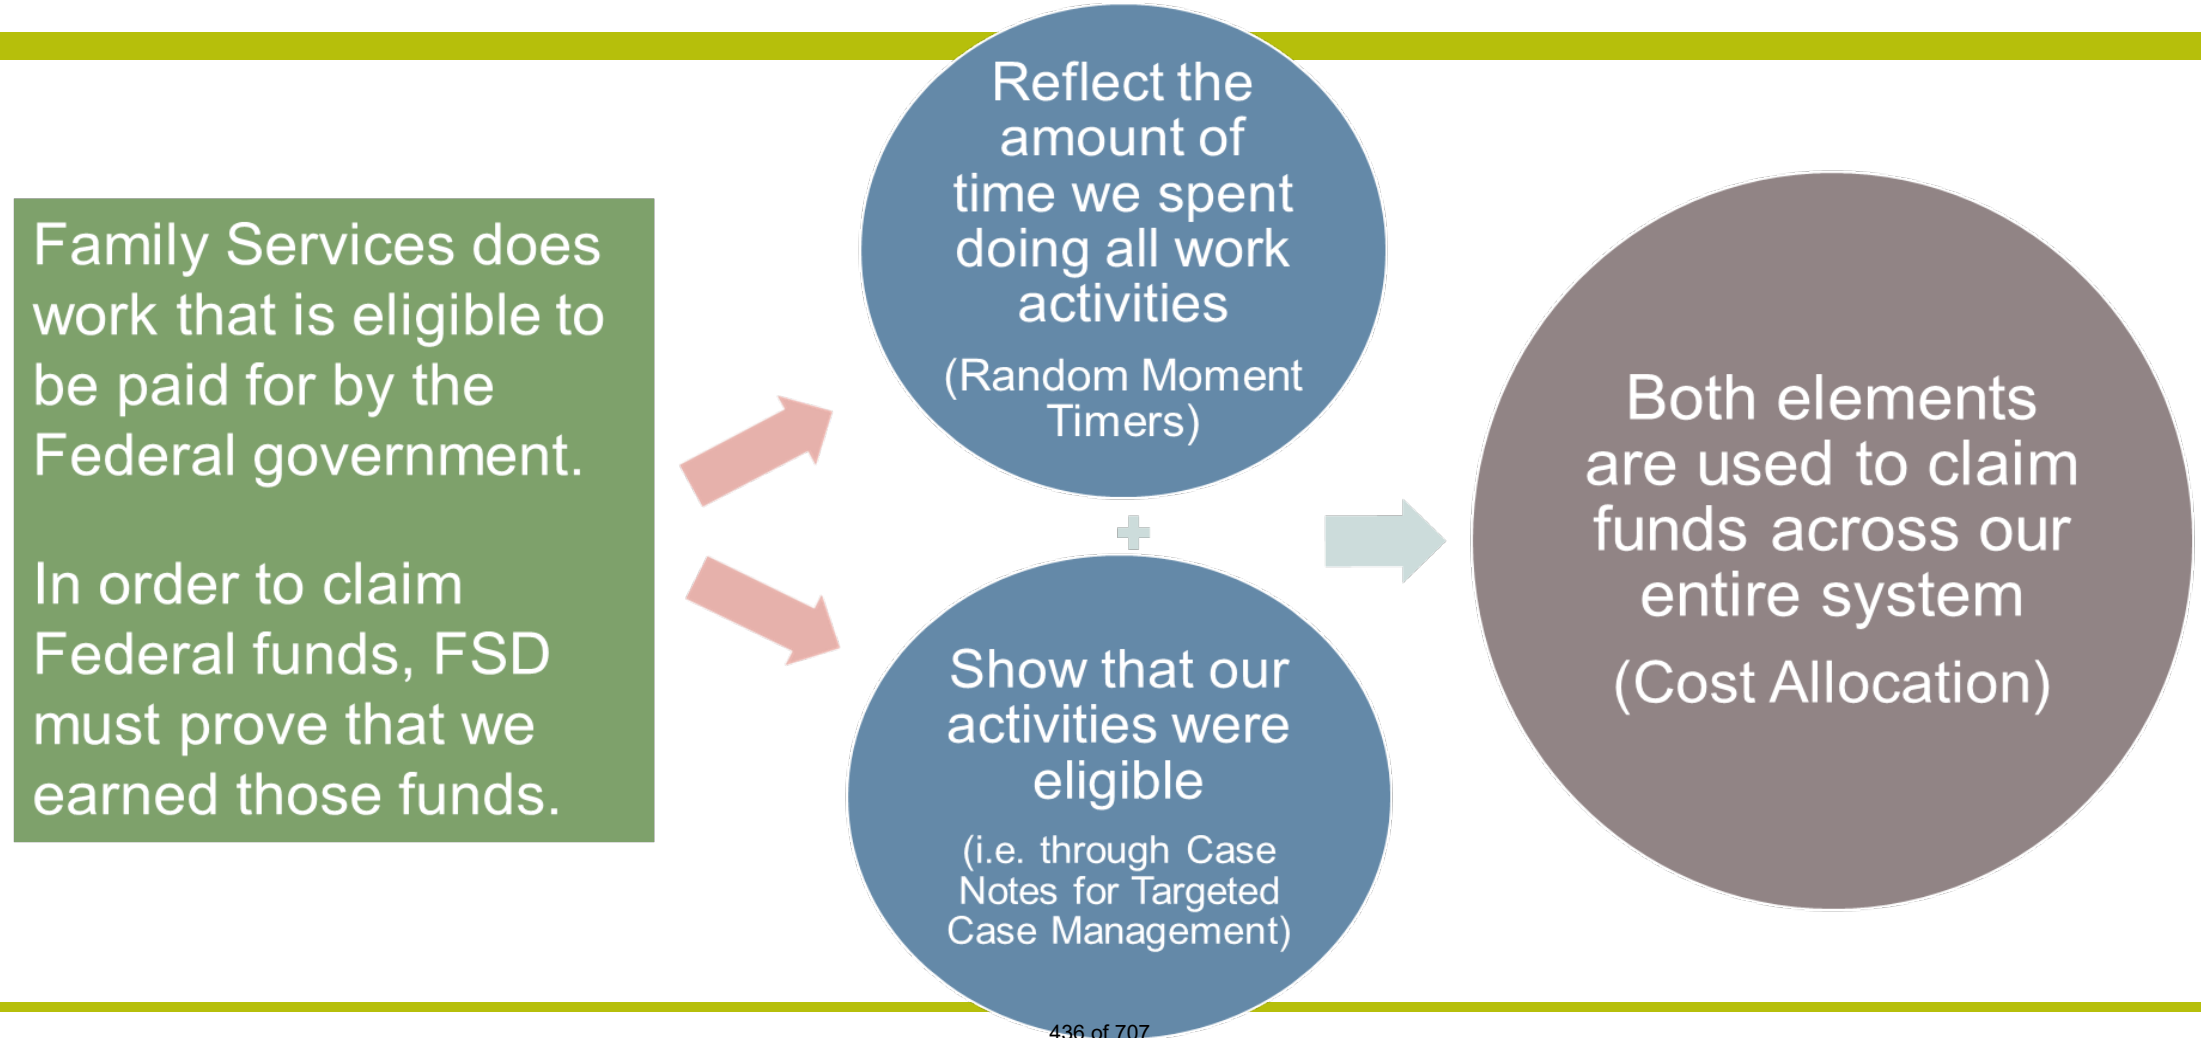 Family Services does
work that is eligible to
be paid for by the
Federal government.
In order to claim
Federal funds, FSD
must prove that we
earned those funds.
Reflect the
amount of
time we spent
doing all work
activities
(Random Moment
Timers)
Show that our
activities were
eligible
(i.e. through Case
Notes for Targeted
Case Management)
Both elements
are used to claim
funds across our
entire system
(Cost Allocation)
436 of 707